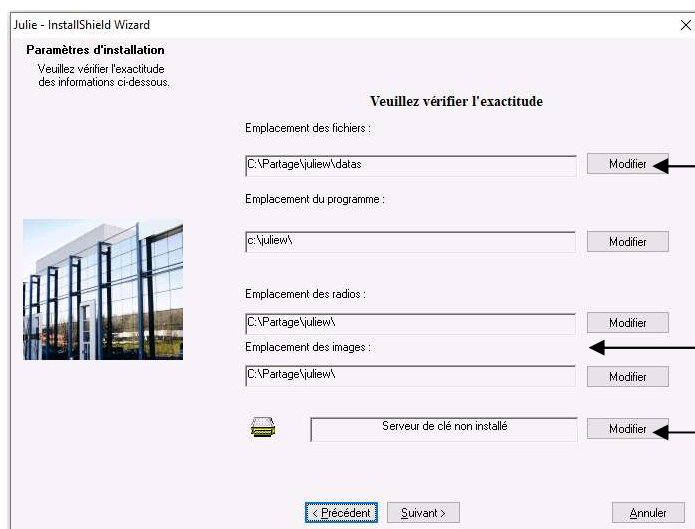 Julie - InstallShield Wizard
Paramètres d'installation
Veuillez vérifier l'exactitude
des informations ci-dessous.
Veuillez vérifier l'exactitude
Emplacement des fichiers :
C:\Partage\juliew\datas
Modifier
Emplacement du programme :
c:\juliew\
Modifier
Emplacement des radios :
C:\Partage\juliew\
Modifier
Emplacement des images :
C:\Partage\juliew\
Modifier
Serveur de clé non installé
Modifier
< Précédent
Suivant >
Annuler